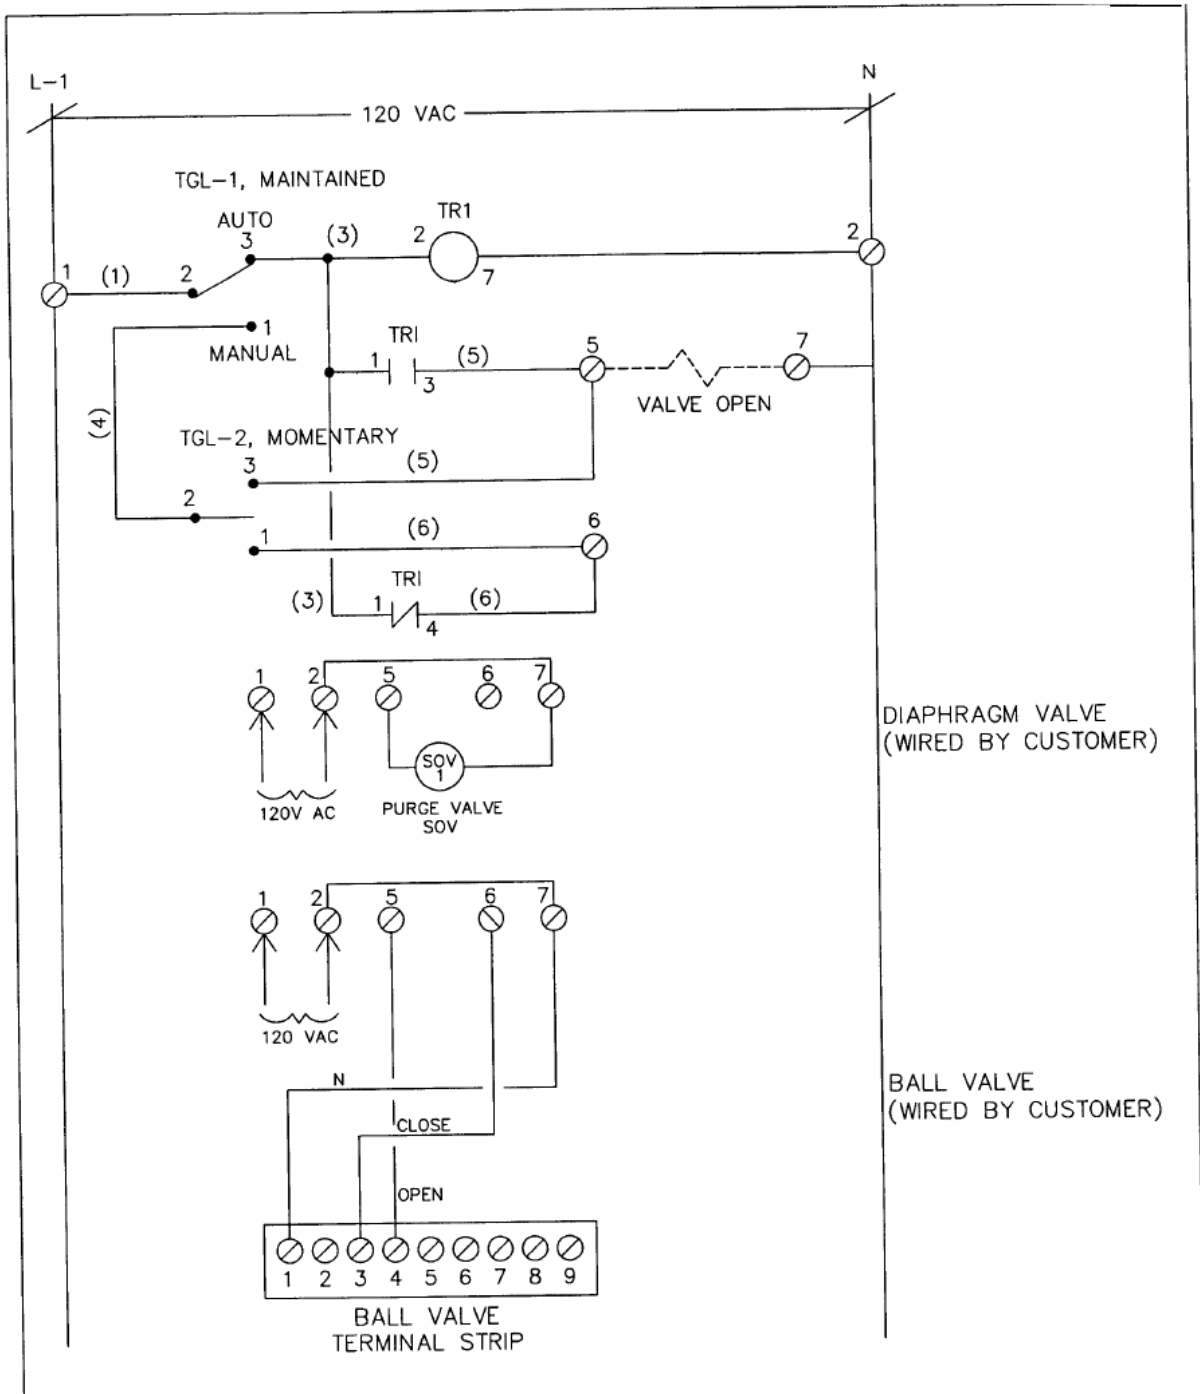 L-1
N
120 VAC
TGL-1, MAINTAINED
AUTO
3
(3)
2
TR1
7
2
1
(1)
2
1
MANUAL
TRI
1
3
(5)
5
7
VALVE OPEN
(4)
TGL-2, MOMENTARY
3
(5)
2
1
(6)
6
(3)
TRI
1
4
(6)
1
2
5
6
7
SOV
1
120V AC
PURGE VALVE
SOV
DIAPHRAGM VALVE
(WIRED BY CUSTOMER)
1
2
5
6
7
120 VAC
N
CLOSE
OPEN
BALL VALVE
(WIRED BY CUSTOMER)
1 2 3 4 5 6 7 8 9
BALL VALVE
TERMINAL STRIP